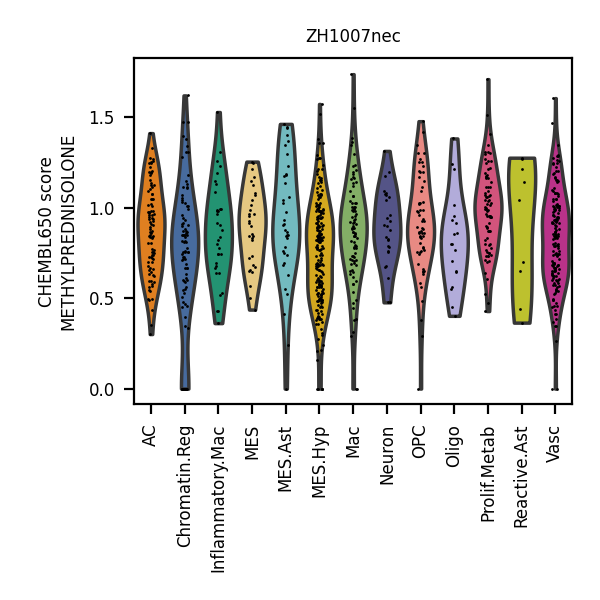 ZH1007nec
CHEMBL650 score
METHYLPREDNISOLONE
1.5
1.0
0.5
0.0
AC
Chromatin.Reg
Inflammatory.Mac
MES
MES.Ast
MES.Hyp
Mac
Neuron
OPC
Oligo
Prolif.Metab
Reactive.Ast
Vasc